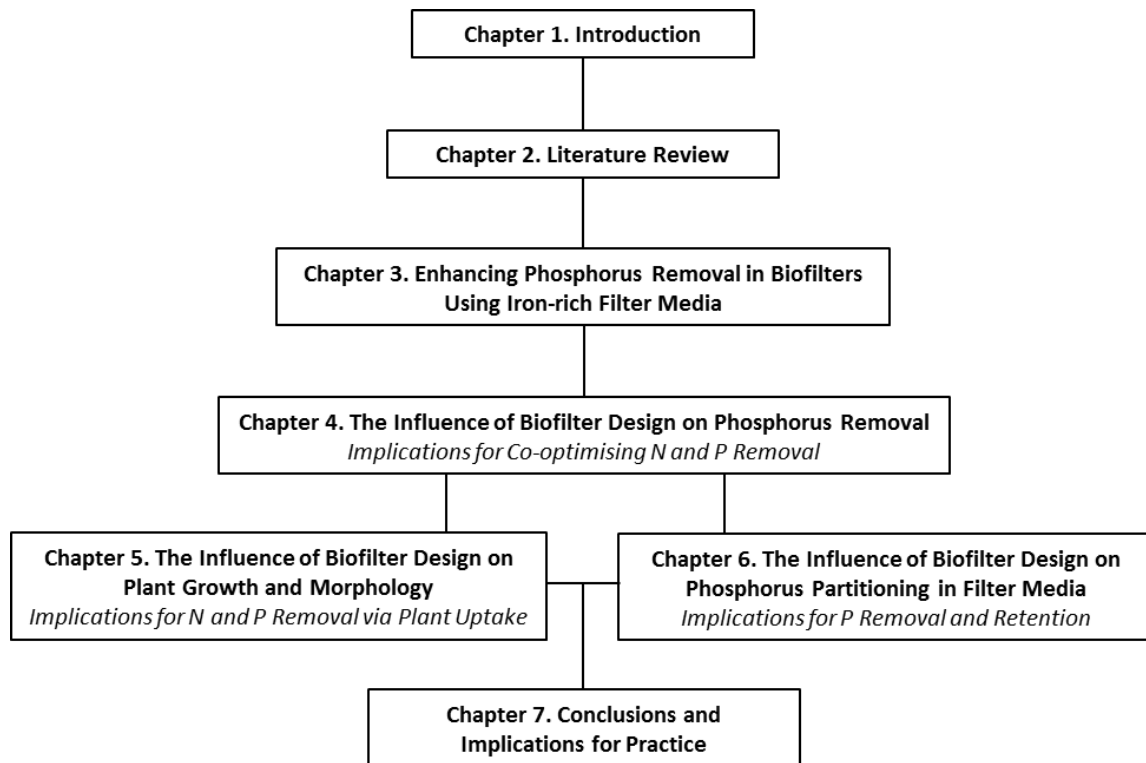 Chapter 1. Introduction
Chapter 2. Literature Review
Chapter 3. Enhancing Phosphorus Removal in Biofilters
Using Iron-rich Filter Media
Chapter 4. The Influence of Biofilter Design on Phosphorus Removal
Implications for Co-optimising N and P Removal
Chapter 5. The Influence of Biofilter Design on
Plant Growth and Morphology
Implications for N and P Removal via Plant Uptake
Chapter 6. The Influence of Biofilter Design on
Phosphorus Partitioning in Filter Media
Implications for P Removal and Retention
Chapter 7. Conclusions and
Implications for Practice